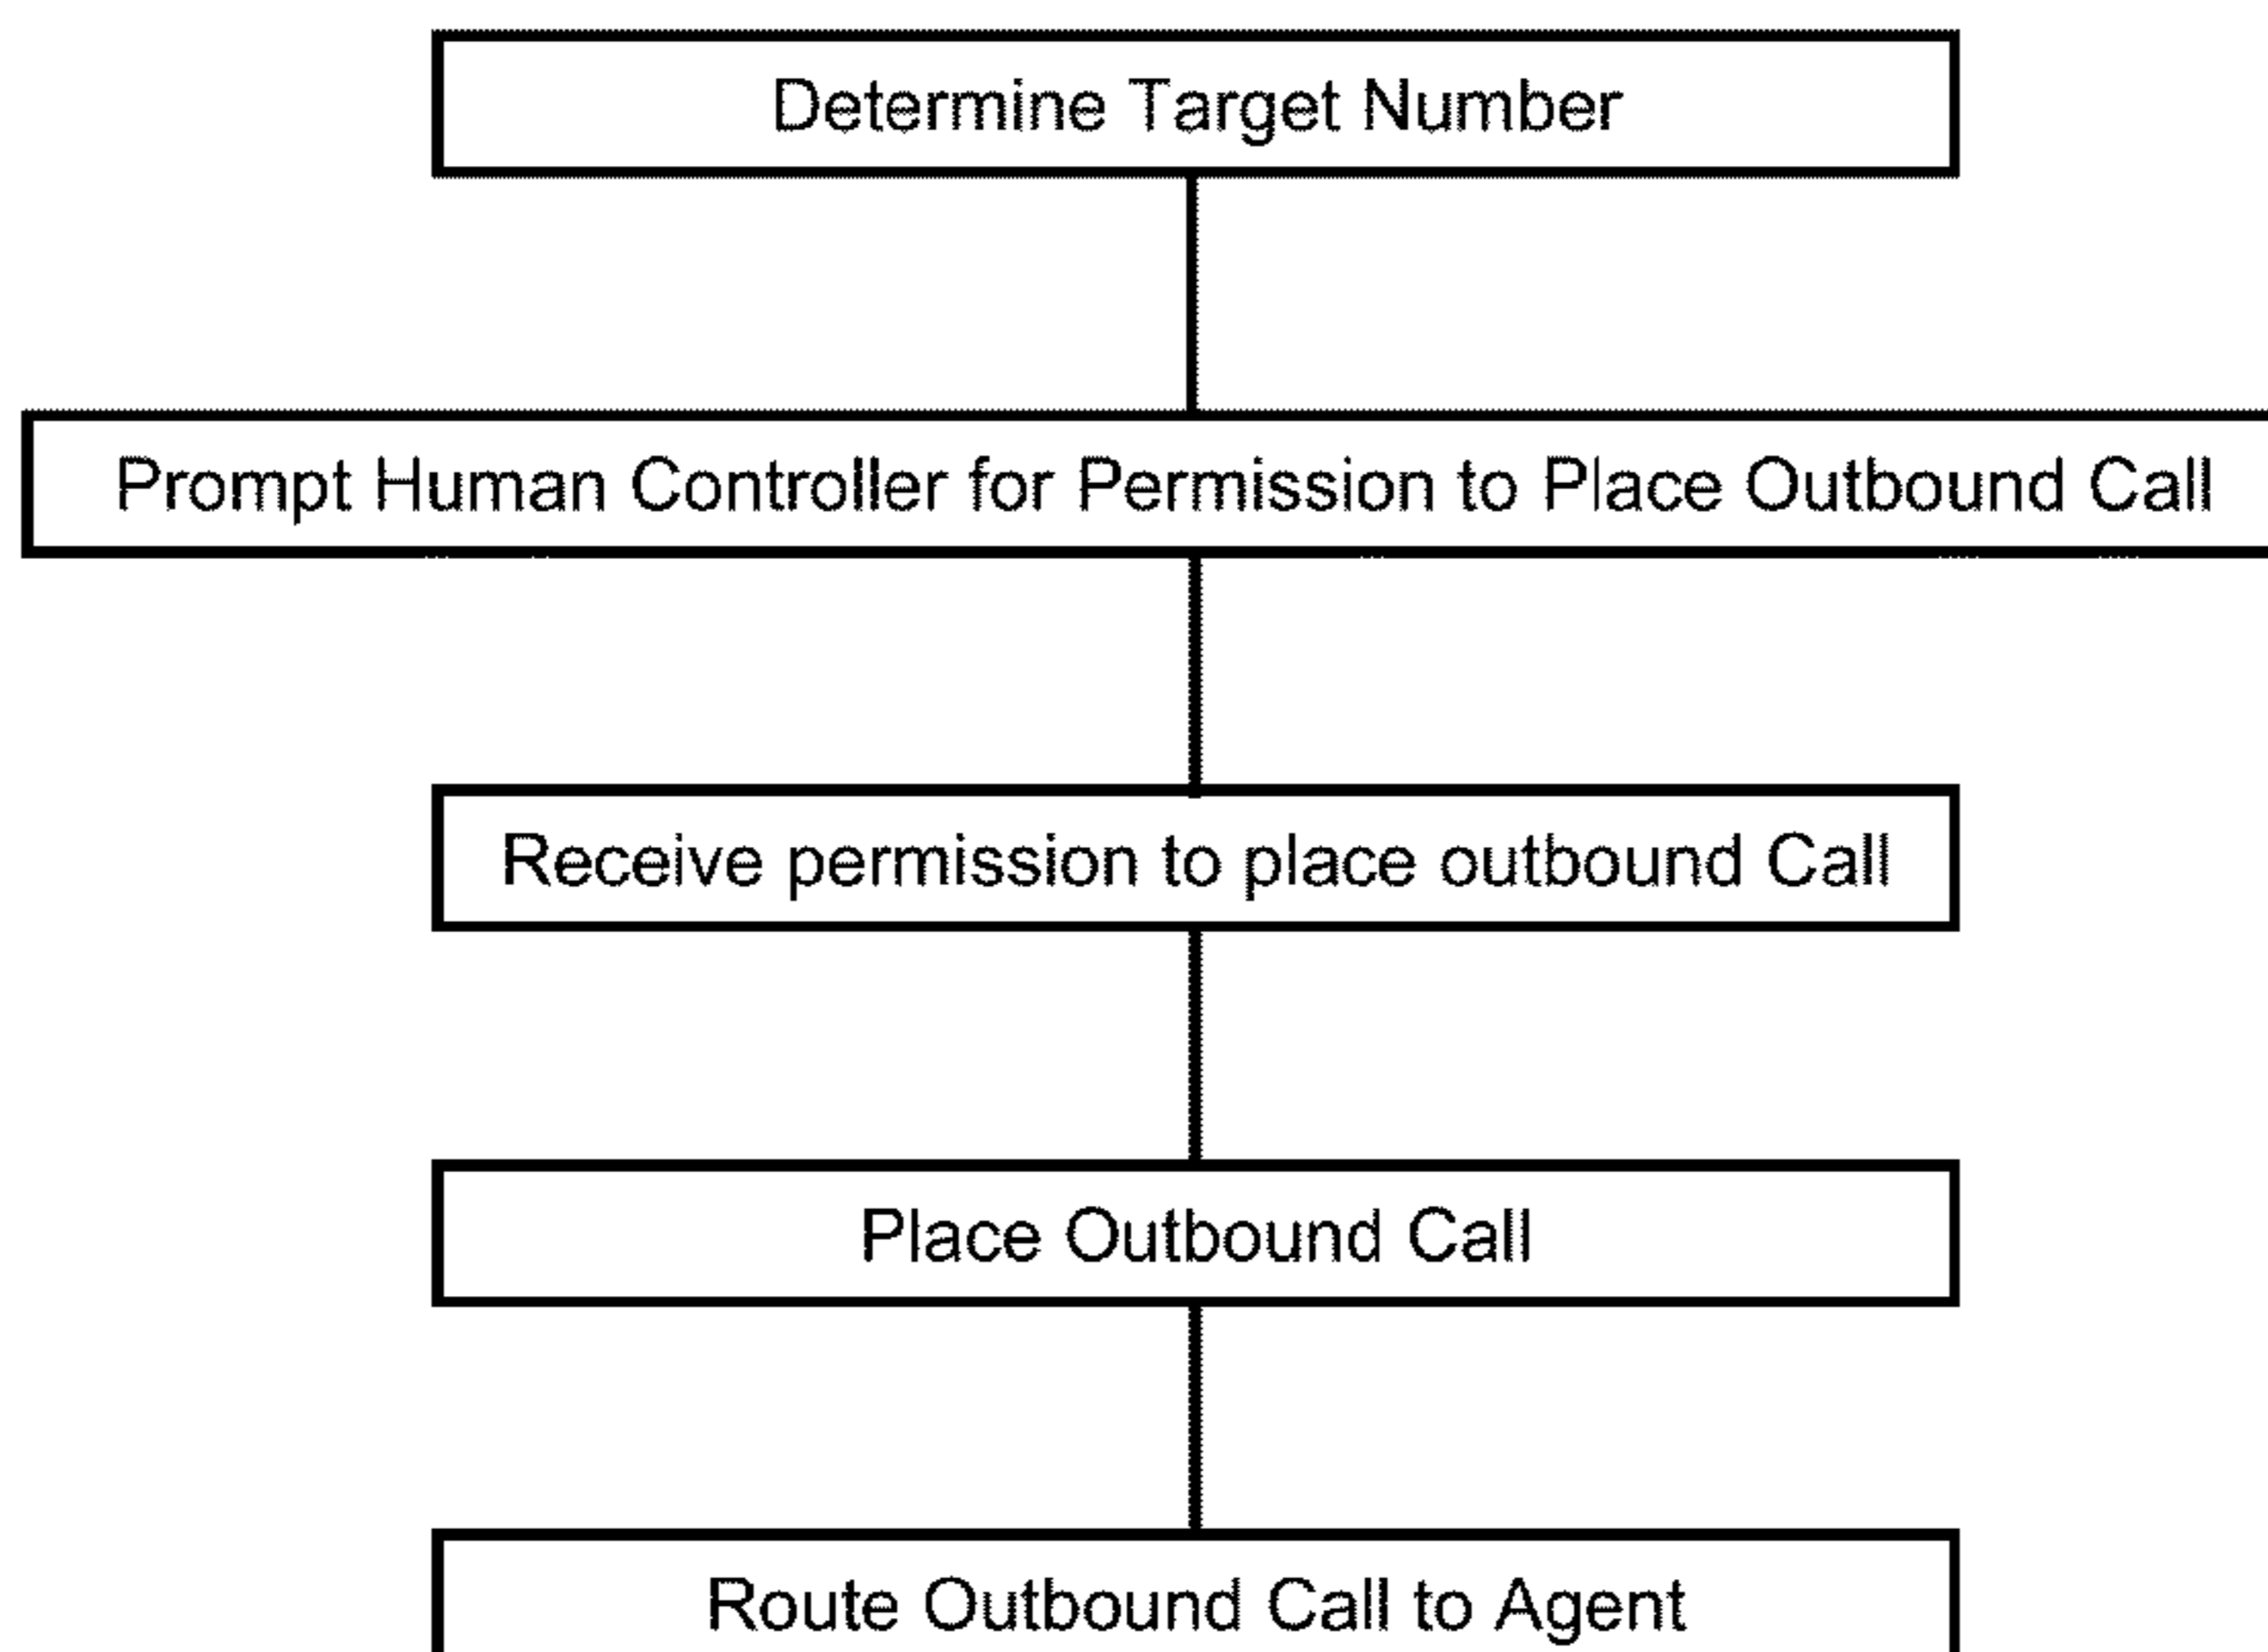 Determine Target Number
Prompt Human Controller for Permission to Place Outbound Call
Receive permission to place outbound Call
Place Outbound Call
Route Outbound Call to Agent